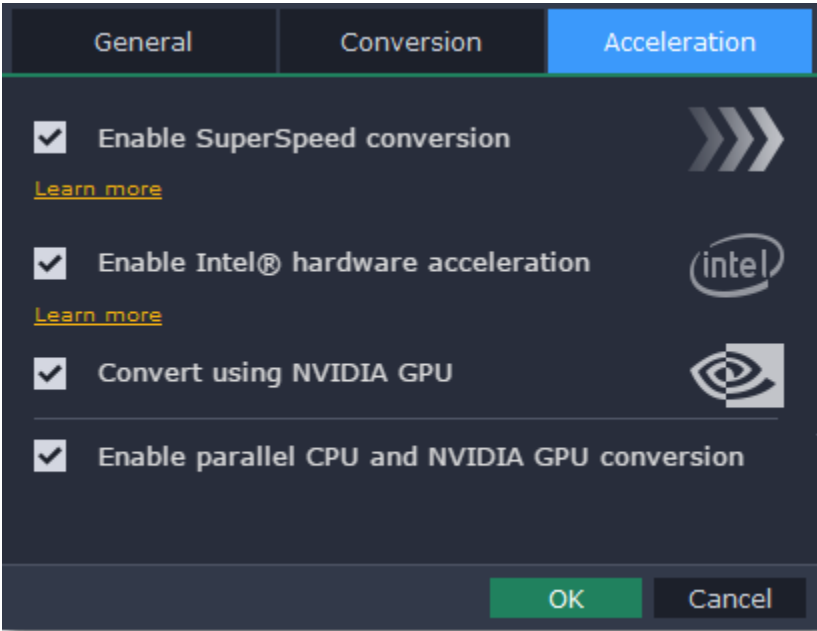 General
Conversion
Acceleration
Enable SuperSpeed conversion
Learn more
Enable Intel® hardware acceleration
intel
Learn more
Convert using NVIDIA GPU
Enable parallel CPU and NVIDIA GPU conversion
OK
Cancel